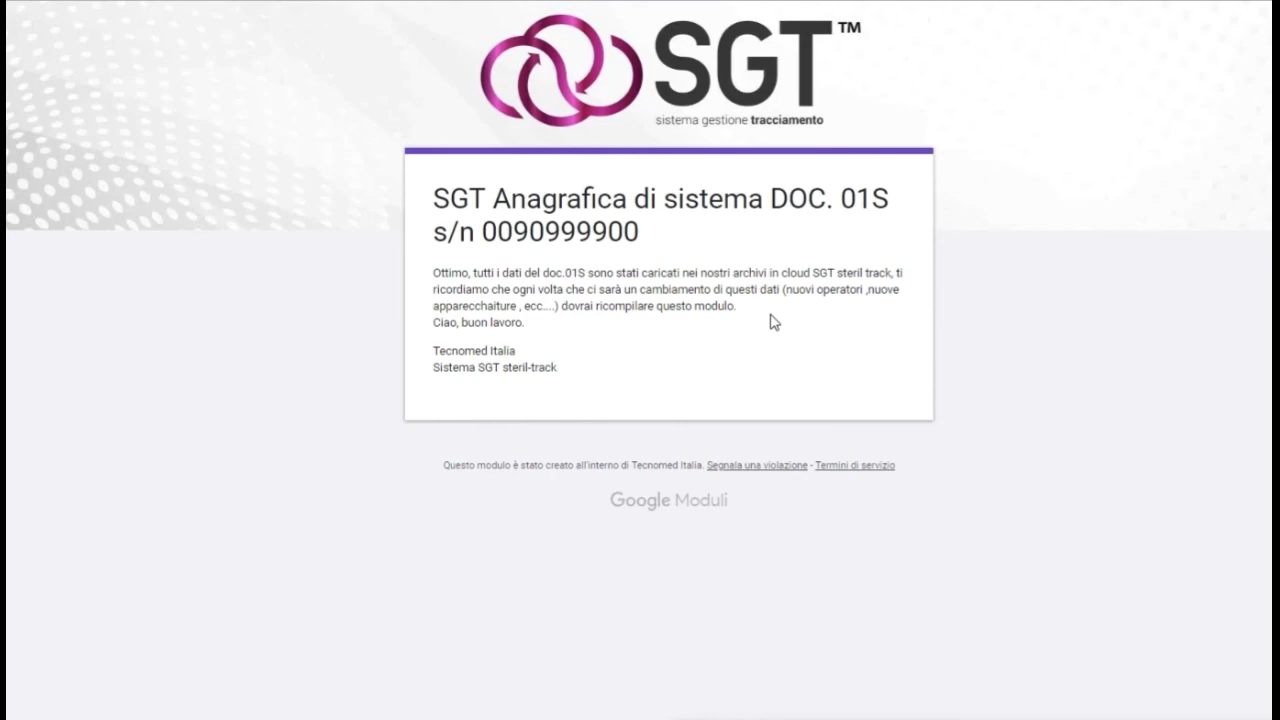 SGT™
sistema gestione tracciamento
SGT Anagrafica di sistema DOC. 01S
s/n 0090999900
Ottimo, tutti i dati del doc.01S sono stati caricati nei nostri archivi in cloud SGT steril track, ti
ricordiamo che ogni volta che ci sarà un cambiamento di questi dati (nuovi operatori ,nuove
apparecchaiture , ecc....) dovrai ricompilare questo modulo.
Ciao, buon lavoro.
Tecnomed Italia
Sistema SGT steril-track
Questo modulo è stato creato all'interno di Tecnomed Italia. Segnala una violazione - Termini di servizio
Google Moduli